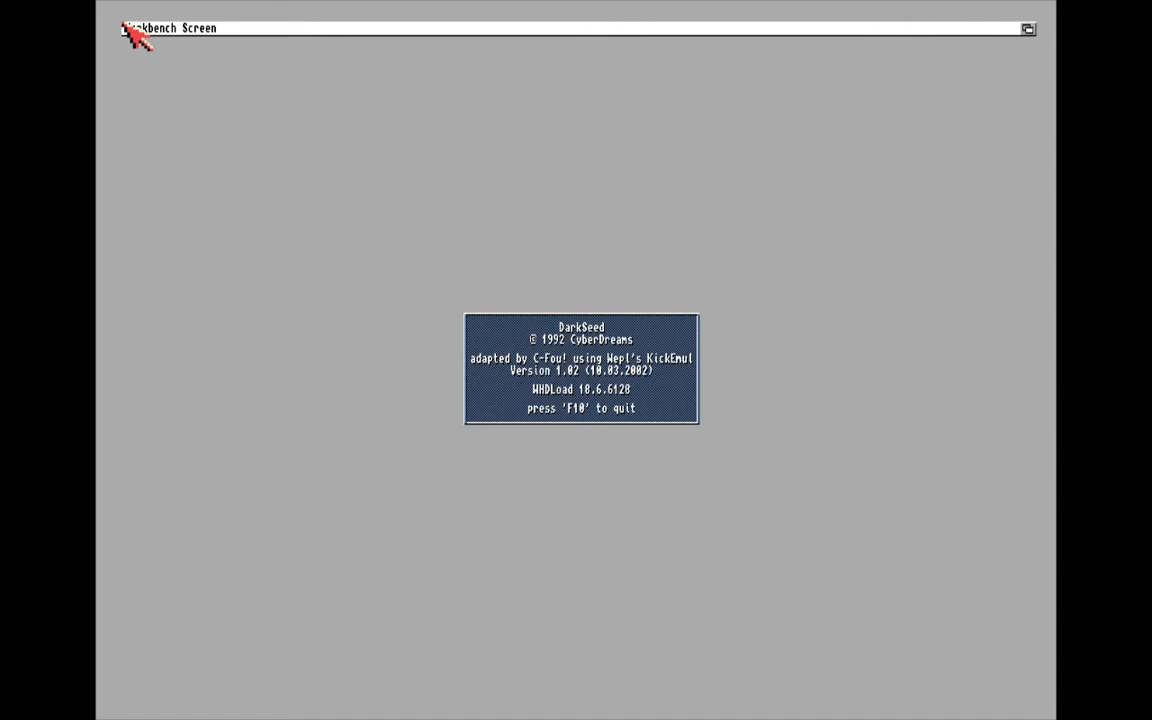 kbench Screen
DarkSeed
© 1992 CyberDreams
adapted by C-Fou! using Wepl's KickEmul
Version 1.02 (10.03.2002)
WHDLoad 18.6.6128
press 'F10' to quit